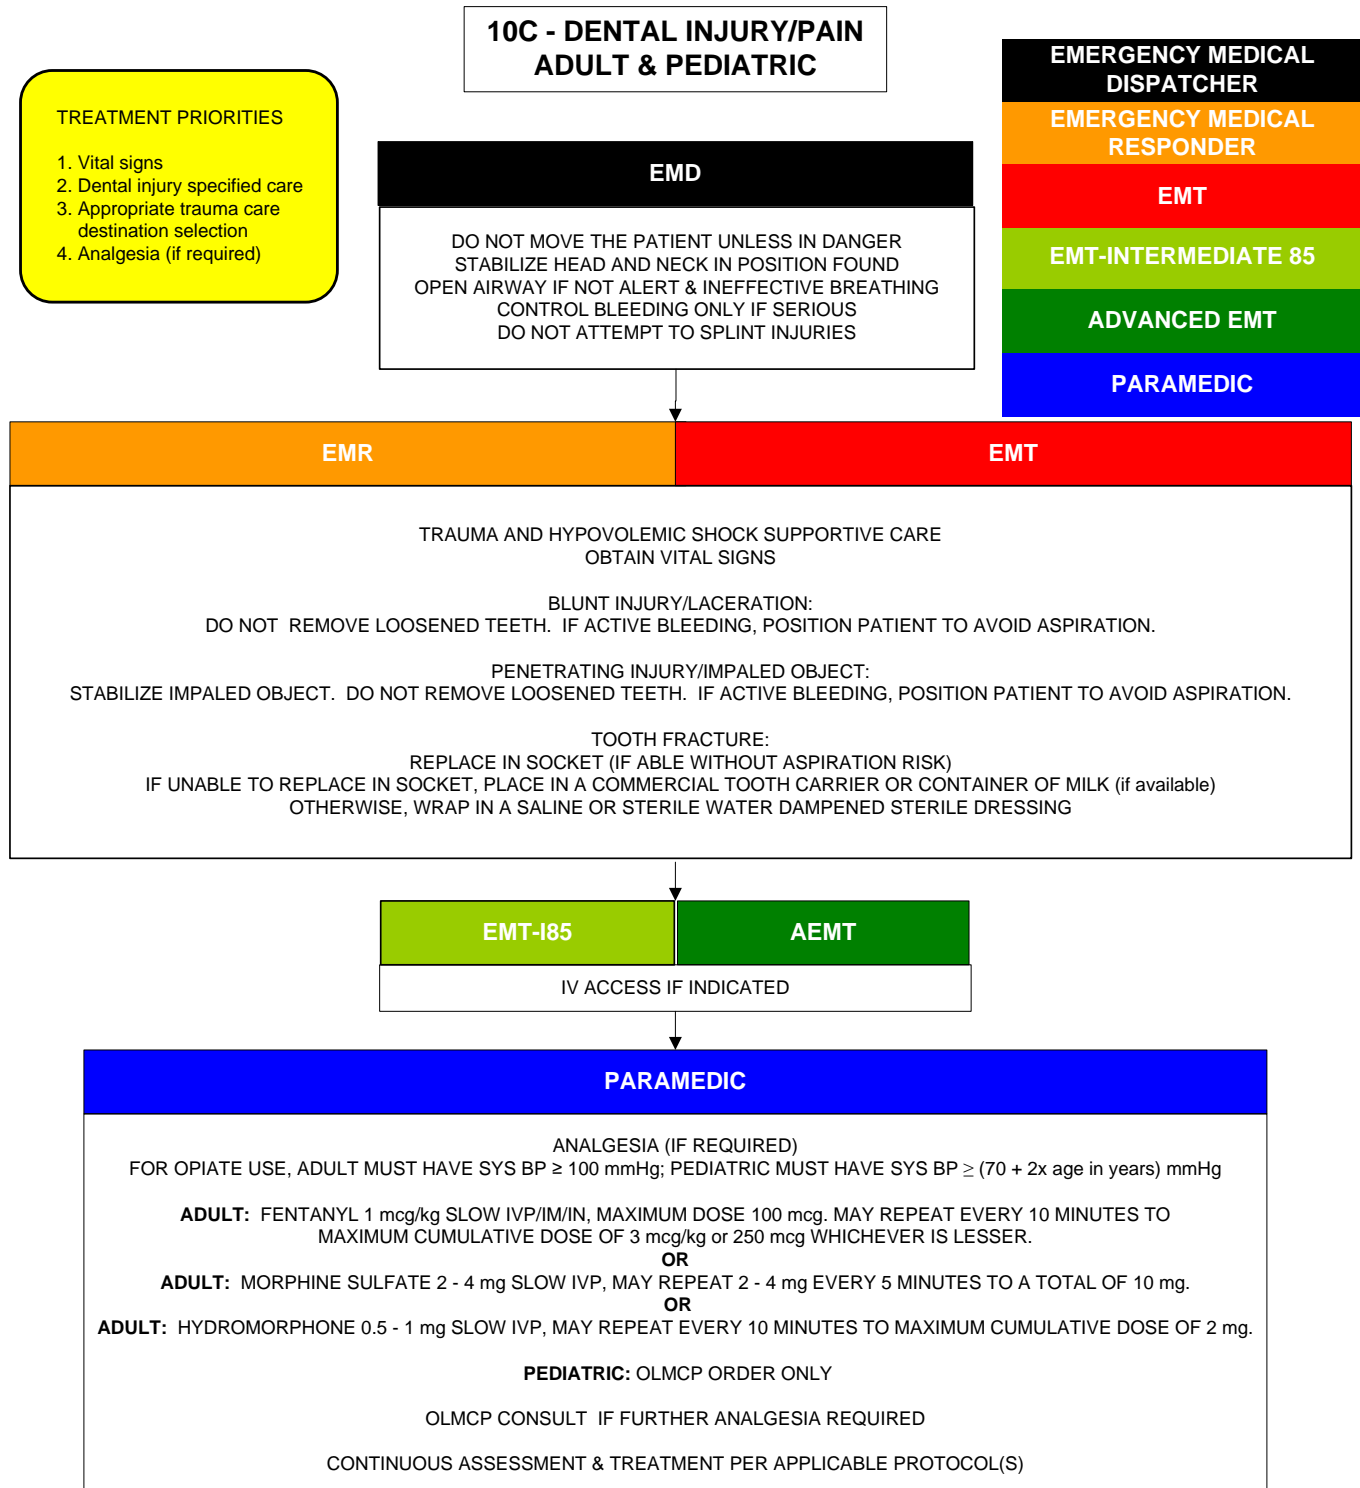 10C - DENTAL INJURY/PAIN
ADULT & PEDIATRIC
TREATMENT PRIORITIES
1. Vital signs
2. Dental injury specified care
3. Appropriate trauma care
destination selection
4. Analgesia (if required)
EMERGENCY MEDICAL
DISPATCHER
EMERGENCY MEDICAL
RESPONDER
EMT
EMT-INTERMEDIATE 85
ADVANCED EMT
PARAMEDIC
EMD
DO NOT MOVE THE PATIENT UNLESS IN DANGER
STABILIZE HEAD AND NECK IN POSITION FOUND
OPEN AIRWAY IF NOT ALERT & INEFFECTIVE BREATHING
CONTROL BLEEDING ONLY IF SERIOUS
DO NOT ATTEMPT TO SPLINT INJURIES
EMR
EMT
TRAUMA AND HYPOVOLEMIC SHOCK SUPPORTIVE CARE
OBTAIN VITAL SIGNS
BLUNT INJURY/LACERATION:
DO NOT  REMOVE LOOSENED TEETH.  IF ACTIVE BLEEDING, POSITION PATIENT TO AVOID ASPIRATION.
PENETRATING INJURY/IMPALED OBJECT:
STABILIZE IMPALED OBJECT.  DO NOT REMOVE LOOSENED TEETH.  IF ACTIVE BLEEDING, POSITION PATIENT TO AVOID ASPIRATION.
TOOTH FRACTURE:
REPLACE IN SOCKET (IF ABLE WITHOUT ASPIRATION RISK)
IF UNABLE TO REPLACE IN SOCKET, PLACE IN A COMMERCIAL TOOTH CARRIER OR CONTAINER OF MILK (if available)
OTHERWISE, WRAP IN A SALINE OR STERILE WATER DAMPENED STERILE DRESSING
EMT-I85
AEMT
IV ACCESS IF INDICATED
PARAMEDIC
ANALGESIA (IF REQUIRED)
FOR OPIATE USE, ADULT MUST HAVE SYS BP ≥ 100 mmHg; PEDIATRIC MUST HAVE SYS BP ≥ (70 + 2x age in years) mmHg
ADULT:  FENTANYL 1 mcg/kg SLOW IVP/IM/IN, MAXIMUM DOSE 100 mcg. MAY REPEAT EVERY 10 MINUTES TO
MAXIMUM CUMULATIVE DOSE OF 3 mcg/kg or 250 mcg WHICHEVER IS LESSER.
OR
ADULT:  MORPHINE SULFATE 2 - 4 mg SLOW IVP, MAY REPEAT 2 - 4 mg EVERY 5 MINUTES TO A TOTAL OF 10 mg.
OR
ADULT:  HYDROMORPHONE 0.5 - 1 mg SLOW IVP, MAY REPEAT EVERY 10 MINUTES TO MAXIMUM CUMULATIVE DOSE OF 2 mg.
PEDIATRIC: OLMCP ORDER ONLY
OLMCP CONSULT  IF FURTHER ANALGESIA REQUIRED
CONTINUOUS ASSESSMENT & TREATMENT PER APPLICABLE PROTOCOL(S)